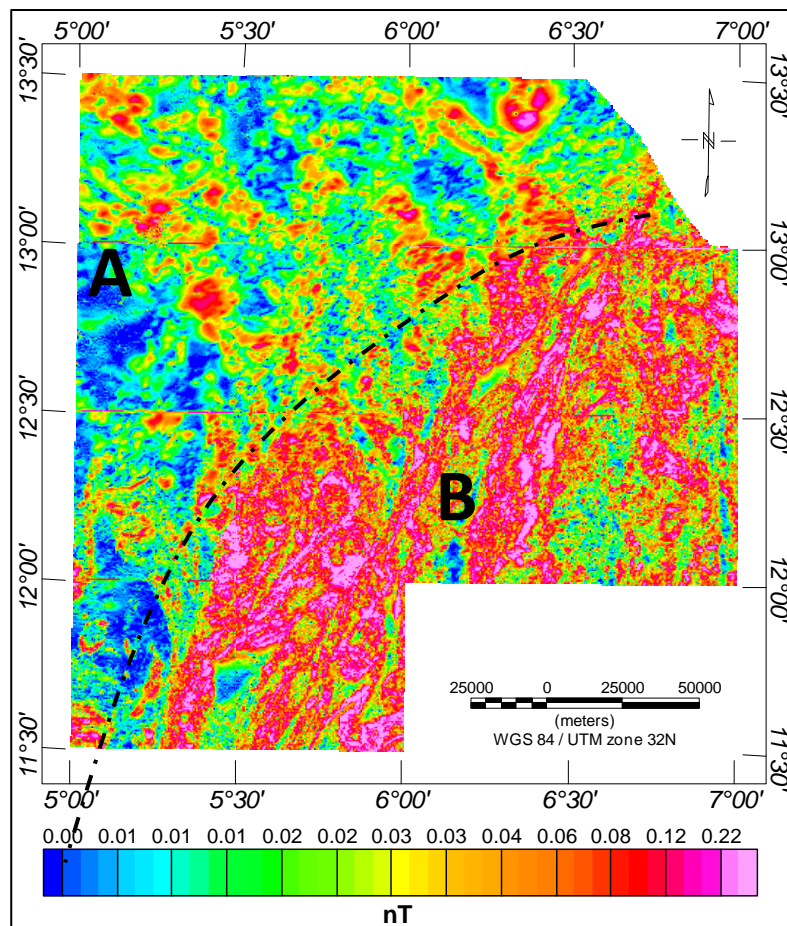 5°00' 5°30' 6°00' 6°30' 7°00'
13°30' 13°30'
N
13°00' 13°00'
A
12°30' 12°30'
B
12°00' 12°00'
25000 0 25000 50000
(meters)
WGS 84 / UTM zone 32N
11°30' 11°30'
5°00' 5°30' 6°00' 6°30' 7°00'
0.00 0.01 0.01 0.01 0.02 0.02 0.03 0.03 0.04 0.06 0.08 0.12 0.22
nT